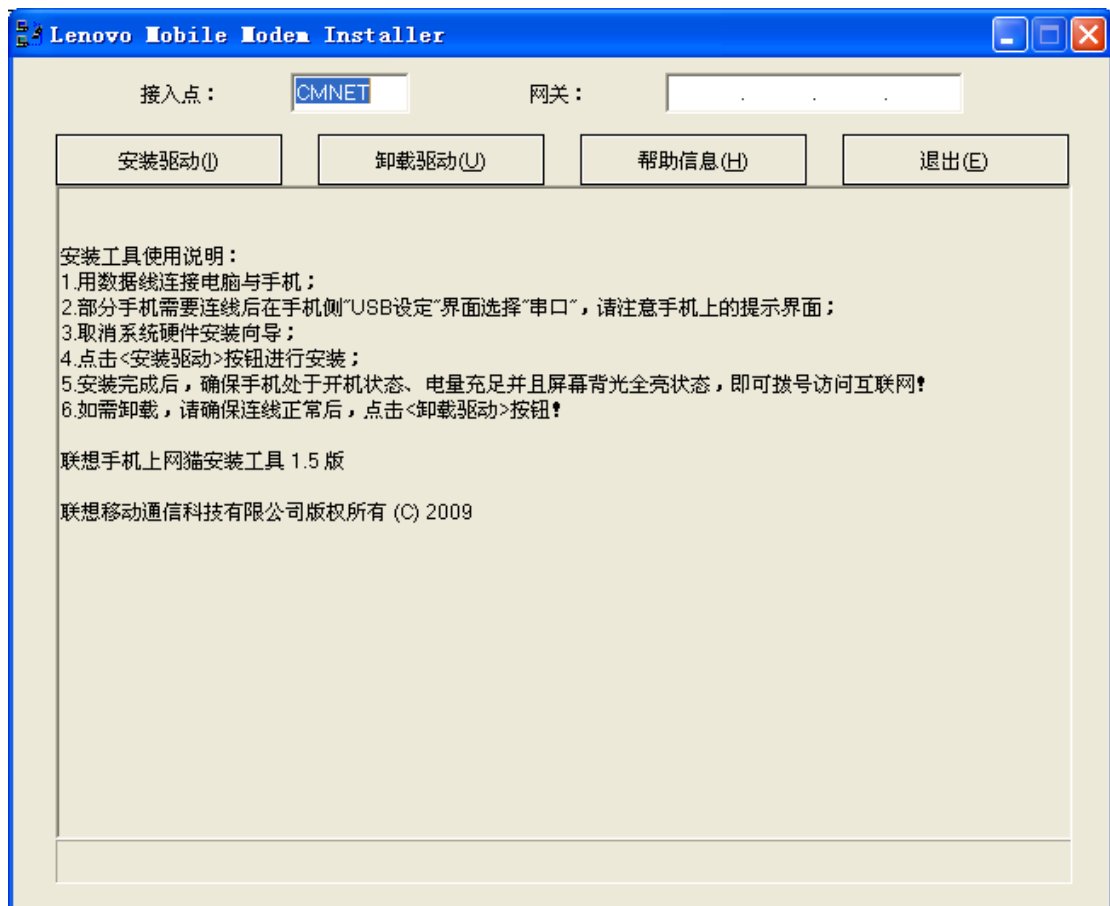 Lenovo Mobile Modem Installer
接入点： CMNET 网关： . . .
安装驱动(I) 卸载驱动(U) 帮助信息(H) 退出(E)
安装工具使用说明：
1.用数据线连接电脑与手机；
2.部分手机需要连线后在手机侧"USB设定"界面选择"串口"，请注意手机上的提示界面；
3.取消系统硬件安装向导；
4.点击<安装驱动>按钮进行安装；
5.安装完成后，确保手机处于开机状态、电量充足并且屏幕背光全亮状态，即可拨号访问互联网！
6.如需卸载，请确保连线正常后，点击<卸载驱动>按钮！
联想手机上网猫安装工具 1.5 版
联想移动通信科技有限公司版权所有 (C) 2009